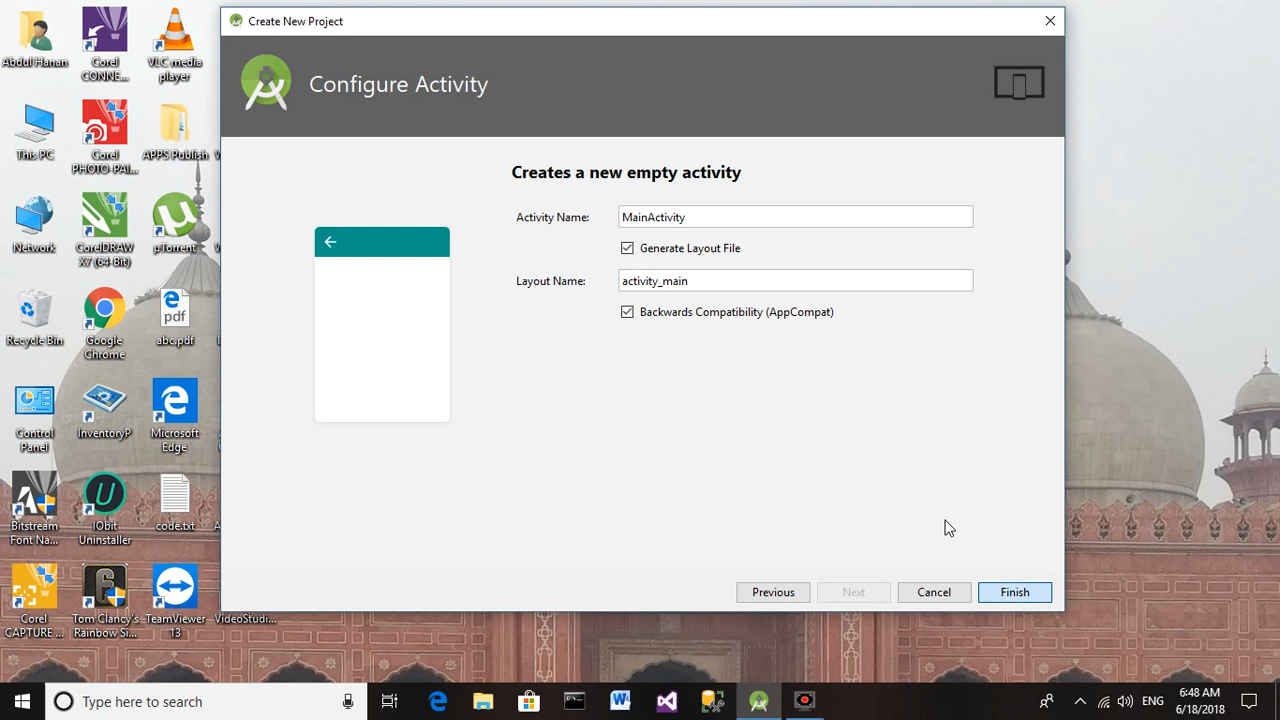 Create New Project
Configure Activity
Creates a new empty activity
Activity Name:
MainActivity
Generate Layout File
Layout Name:
activity_main
Backwards Compatibility (AppCompat)
Previous
Next
Cancel
Finish
Abdul Hanan
Corel
CONNE...
VLC media
player
This PC
Corel
PHOTO-PAI...
APPS Publish
Network
CorelDRAW
X7 (64-Bit)
µTorrent
Recycle Bin
Google
Chrome
pdf
abc.pdf
Control
Panel
InventoryP
Microsoft
Edge
Bitstream
Font Na...
IObit
Uninstaller
code.txt
Corel
CAPTURE ...
Tom Clancy's
Rainbow Si...
TeamViewer
13
VideoStudi...
Type here to search
ENG
6:48 AM
6/18/2018